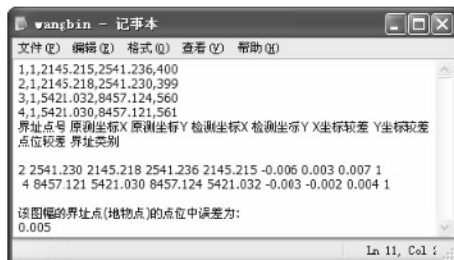 wangbin - 记事本
文件(F) 编辑(E) 格式(O) 查看(V) 帮助(H)
1,1,2145.215,2541.236,400
2,1,2145.218,2541.230,399
3,1,5421.032,8457.124,560
4,1,5421.030,8457.121,561
界址点号 原测坐标X 原测坐标Y 检测坐标X 检测坐标Y X坐标较差 Y坐标较差
点位较差 界址类别
2 2541.230 2145.218 2541.236 2145.215 -0.006 0.003 0.007 1
4 8457.121 5421.030 8457.124 5421.032 -0.003 -0.002 0.004 1
该图幅的界址点(地物点)的点位中误差为:
0.005
Ln 11, Col